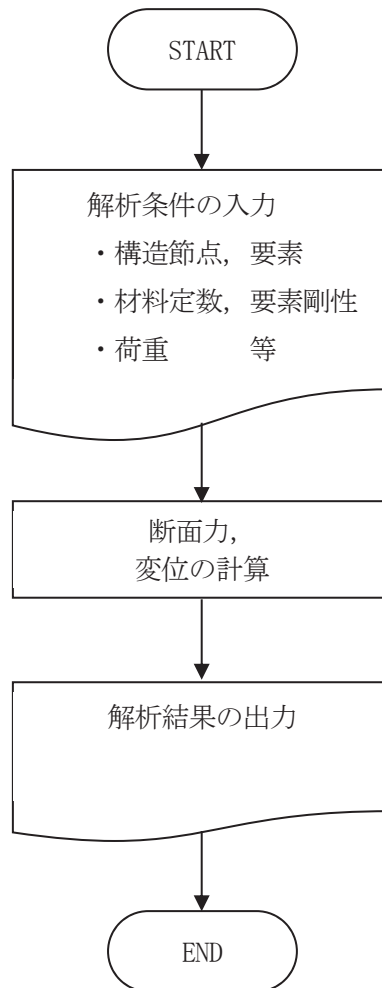 START
解析条件の入力
・構造節点，要素
・材料定数，要素剛性
・荷重　　　等
断面力，
変位の計算
解析結果の出力
END